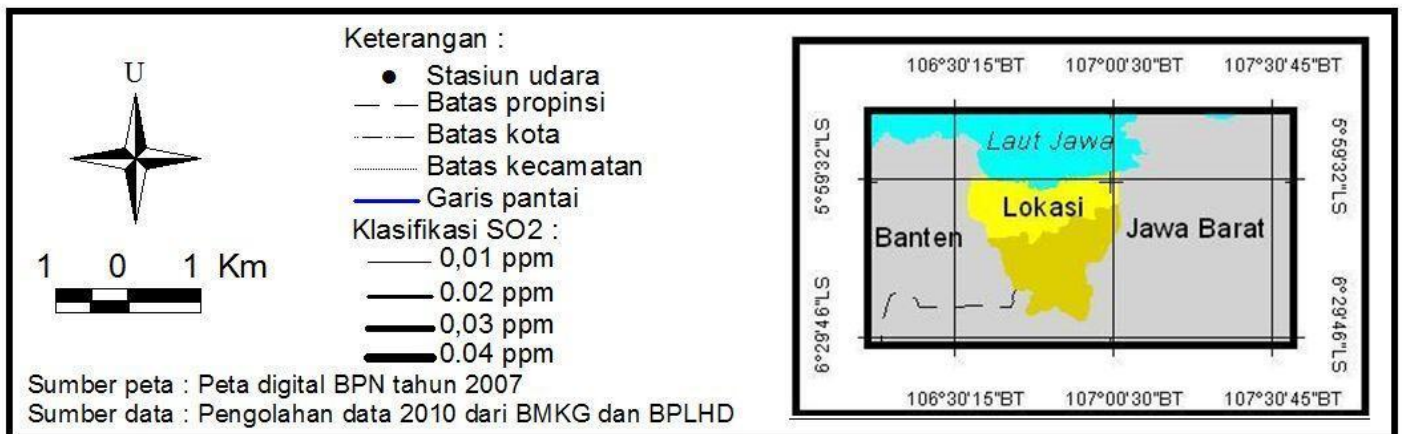 U
1 0 1 Km
Keterangan :
Stasiun udara
Batas propinsi
Batas kota
Batas kecamatan
Garis pantai
Klasifikasi SO2 :
0,01 ppm
0.02 ppm
0,03 ppm
0.04 ppm
Sumber peta : Peta digital BPN tahun 2007
Sumber data : Pengolahan data 2010 dari BMKG dan BPLHD
106°30'15"BT 107°00'30"BT 107°30'45"BT
5°59'32"LS
6°29'46"LS
Laut Jawa
Lokasi
Banten
Jawa Barat
5°59'32"LS
6°29'46"LS
106°30'15"BT 107°00'30"BT 107°30'45"BT